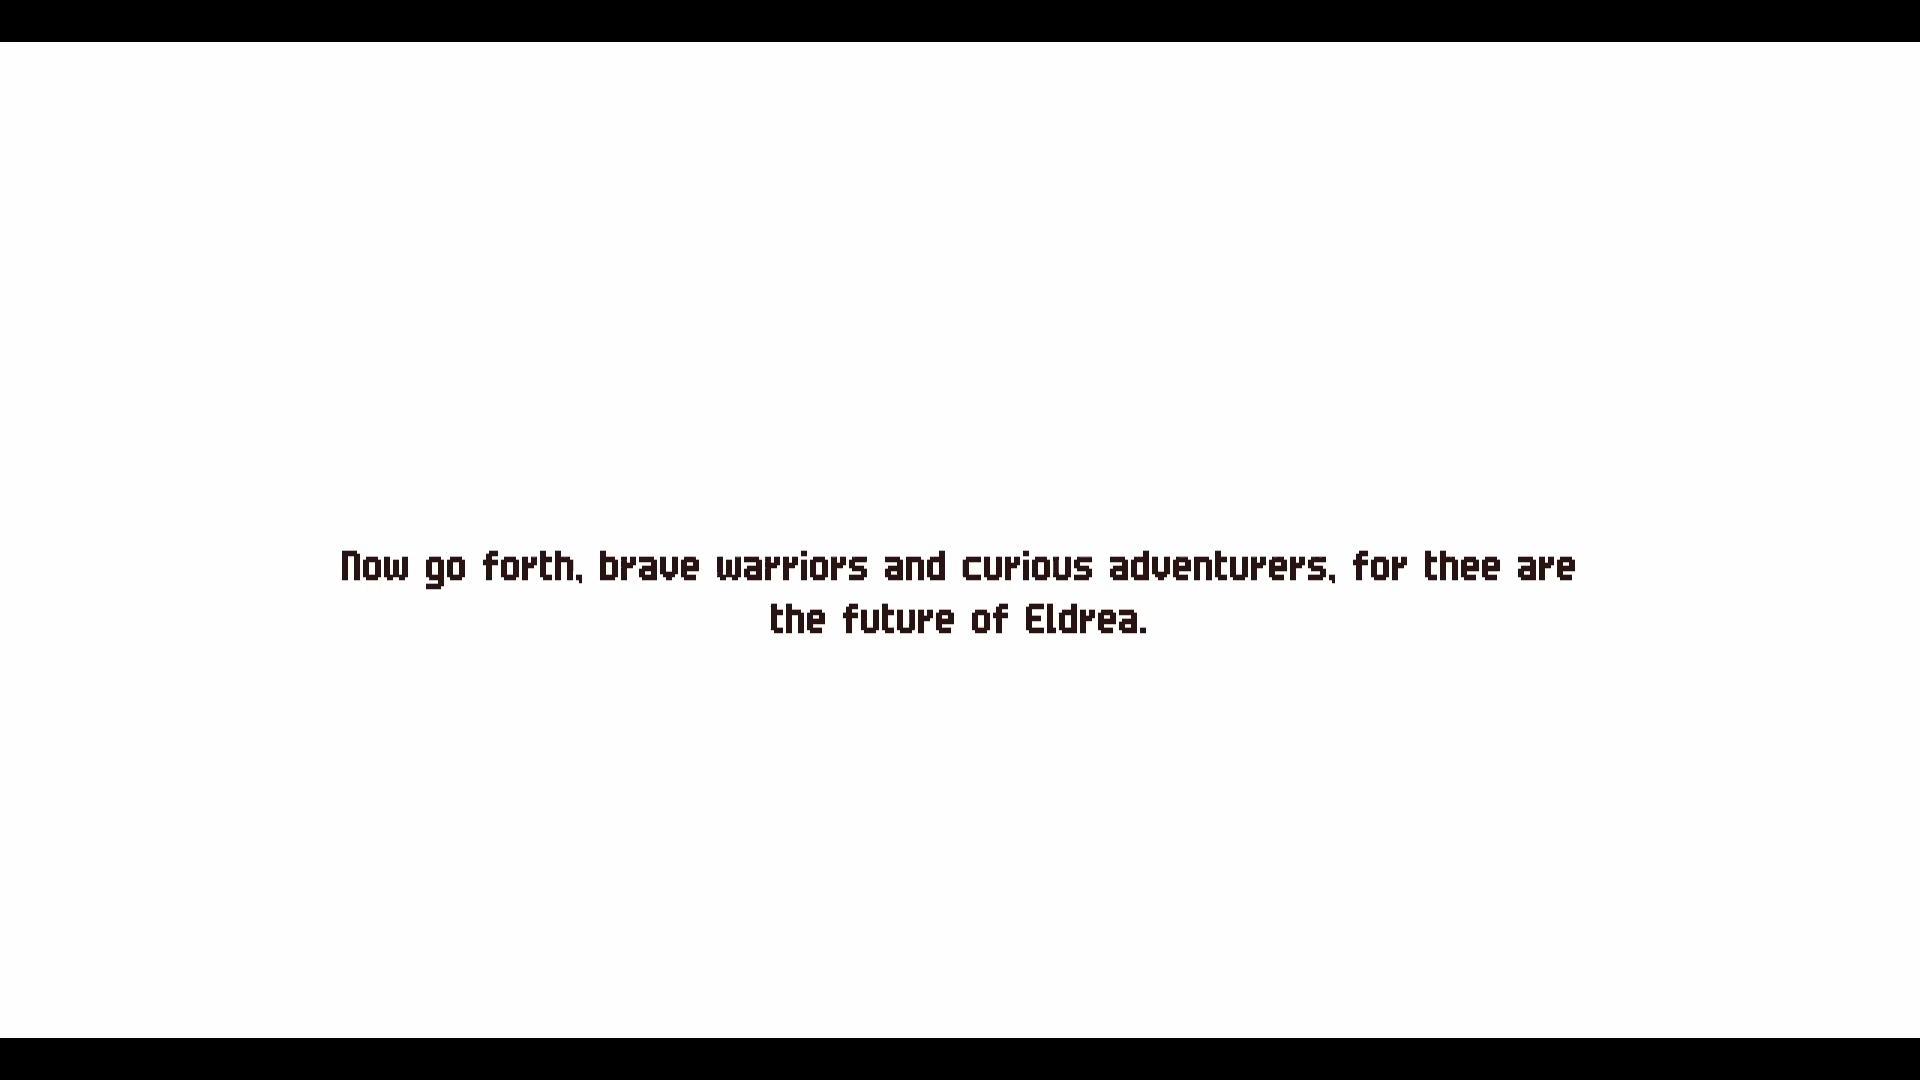 Now go forth, brave warriors and curious adventurers, for thee are
the future of Eldrea.